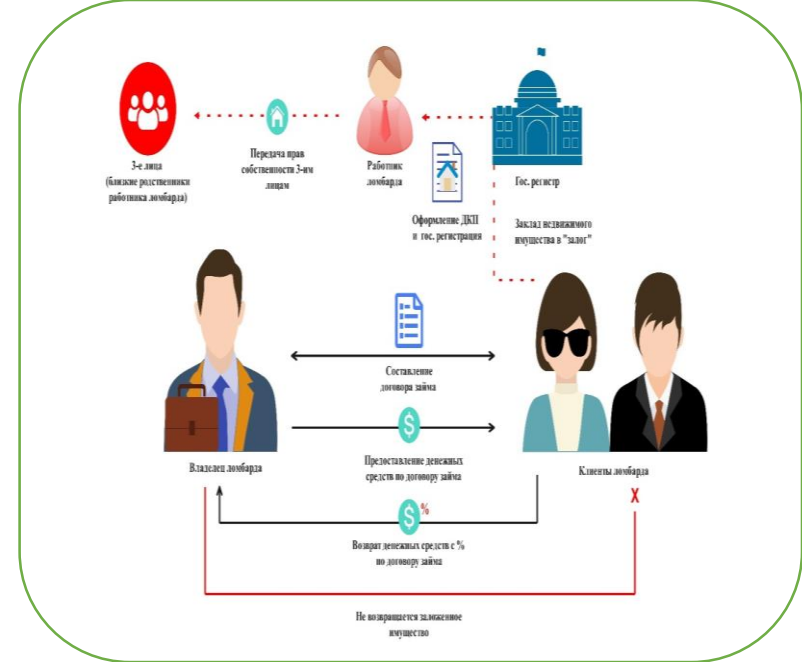 3-е лица
(близкие родственники
работника ломбарда)
Передача прав
собственности 3-им
лицам
Работник
ломбарда
Гос. регистр
Оформление ДКП
и гос. регистрация
Заклад недвижимого
имущества в "залог"
Составление
договора займа
$
Предоставление денежных
средств по договору займа
Владелец ломбарда
Клиенты ломбарда
X
$ %
Возврат денежных средств с %
по договору займа
Не возвращается заложенное
имущество